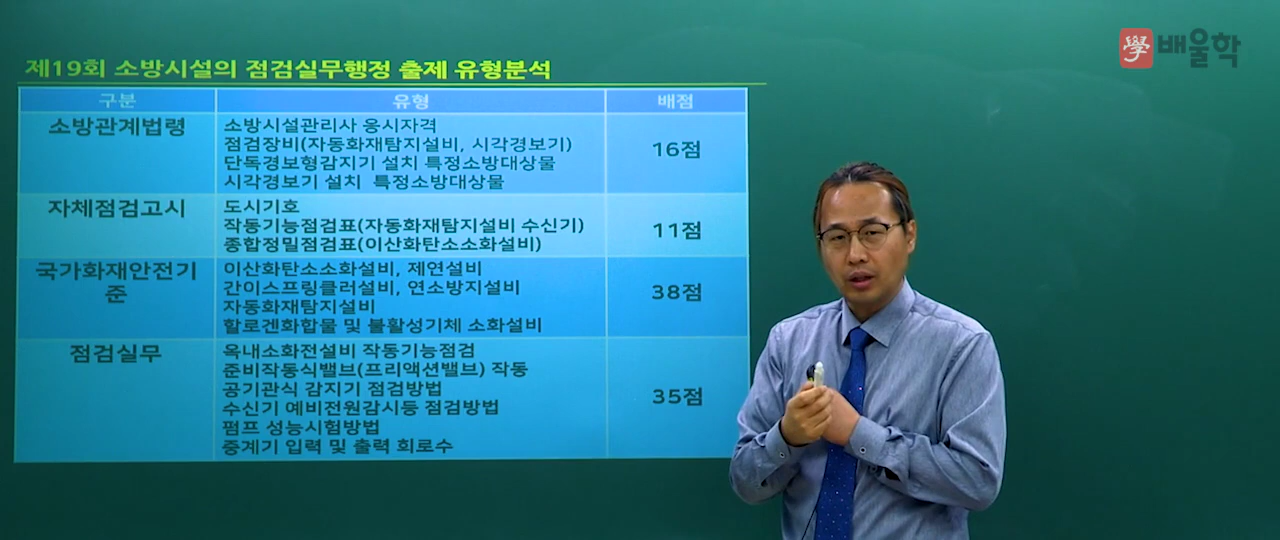 學 배울학
제19회 소방시설의 점검실무행정 출제 유형분석
구분 유형 배점
소방관계법령
소방시설관리사 응시자격
점검장비(자동화재탐지설비, 시각경보기)
단독경보형감지기 설치 특정소방대상물
시각경보기 설치 특정소방대상물
16점
자체점검고시
도시기호
작동기능점검표(자동화재탐지설비 수신기)
종합정밀점검표(이산화탄소소화설비)
11점
국가화재안전기
준
이산화탄소소화설비, 제연설비
간이스프링클러설비, 연소방지설비
자동화재탐지설비
할로겐화합물 및 불활성기체 소화설비
38점
점검실무
옥내소화전설비 작동기능점검
준비작동식밸브(프리액션밸브) 작동
공기관식 감지기 점검방법
수신기 예비전원감시등 점검방법
펌프 성능시험방법
중계기 입력 및 출력 회로수
35점